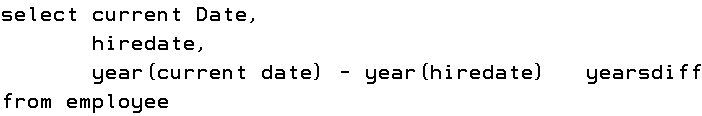 select current Date,
hiredate,
year(current date) - year(hiredate) yearsdiff
from employee